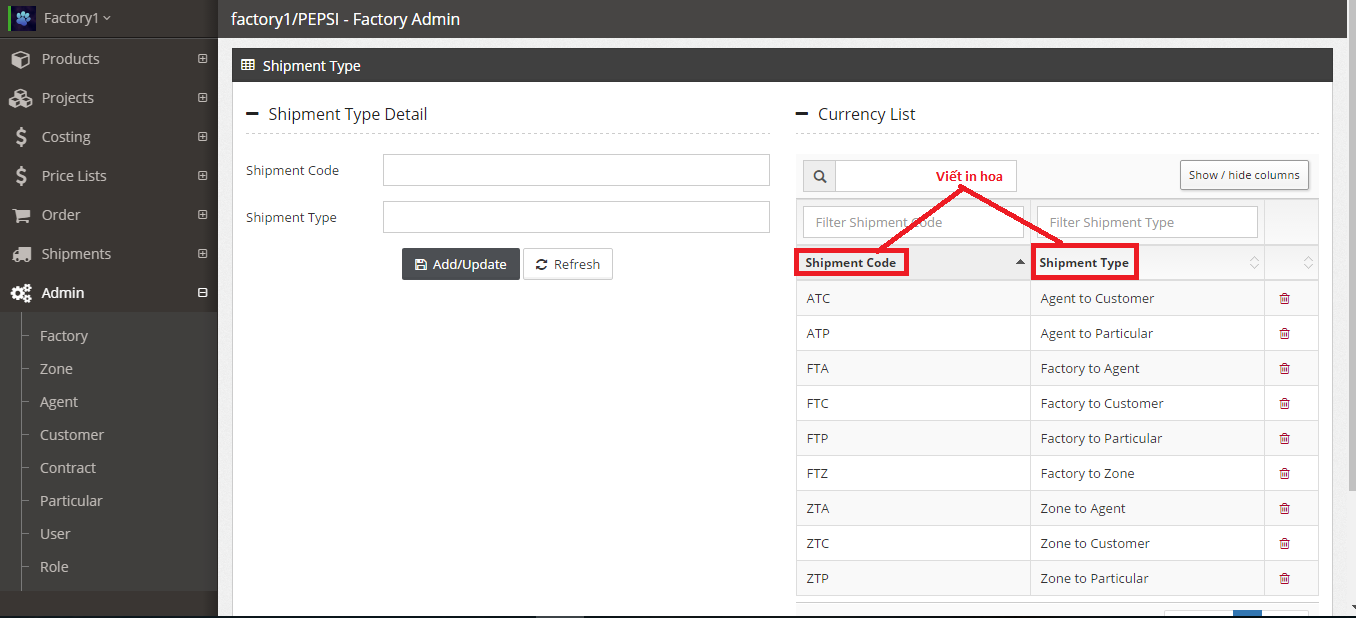 Factory1
factory1/PEPSI - Factory Admin
Products
Projects
Costing
Price Lists
Order
Shipments
Admin
Factory
Zone
Agent
Customer
Contract
Particular
User
Role
Shipment Type
Shipment Type Detail
Shipment Code
Shipment Type
Add/Update
Refresh
Currency List
Viết in hoa
Show / hide columns
Filter Shipment Code
Filter Shipment Type
Shipment Code
Shipment Type
ATC
Agent to Customer
ATP
Agent to Particular
FTA
Factory to Agent
FTC
Factory to Customer
FTP
Factory to Particular
FTZ
Factory to Zone
ZTA
Zone to Agent
ZTC
Zone to Customer
ZTP
Zone to Particular